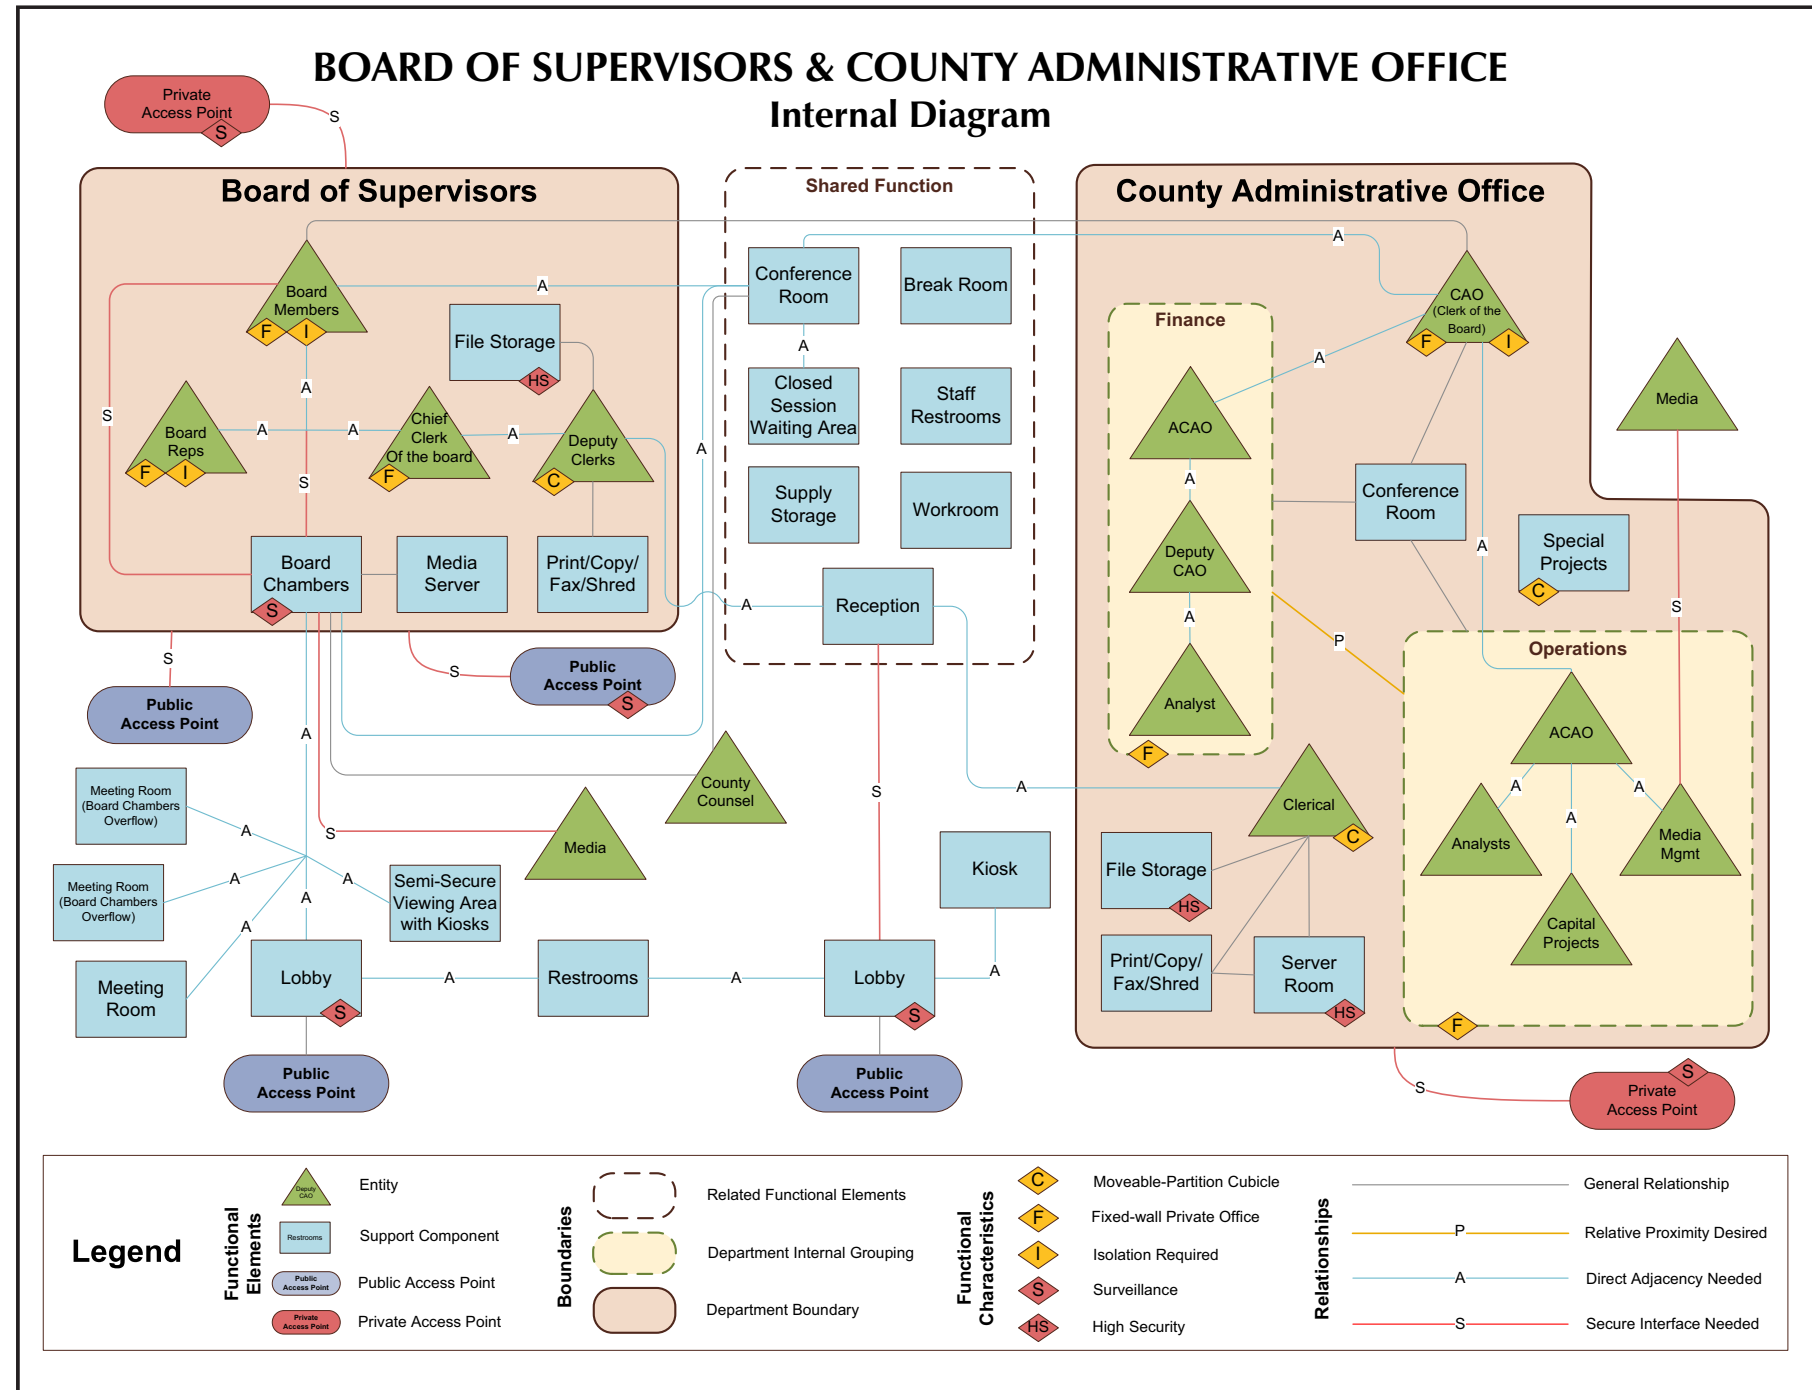 BOARD OF SUPERVISORS & COUNTY ADMINISTRATIVE OFFICE
Internal Diagram
Private
Access Point
S
S
Board of Supervisors
Shared Function
County Administrative Office
A
Board
Members
F
I
A
Conference
Room
Break Room
CAO
(Clerk of the
Board)
F
I
File Storage
HS
A
Closed
Session
Waiting Area
Staff
Restrooms
Finance
A
A
S
Board
Reps
F
I
A
A
Chief
Clerk
Of the board
F
A
Deputy
Clerks
C
A
ACAO
Media
S
Supply
Storage
Workroom
A
Conference
Room
Board
Chambers
S
Media
Server
Print/Copy/
Fax/Shred
Deputy
CAO
A
Special
Projects
C
A
Reception
A
P
S
S
Public
Access Point
S
Public
Access Point
S
Analyst
F
Operations
ACAO
A
A
A
Analysts
Media
Mgmt
Capital
Projects
F
A
County
Counsel
S
A
Clerical
C
Meeting Room
(Board Chambers
Overflow)
A
S
Media
Meeting Room
(Board Chambers
Overflow)
A
A
Semi-Secure
Viewing Area
with Kiosks
A
A
Kiosk
File Storage
HS
Meeting
Room
Lobby
S
A
Restrooms
A
Lobby
S
A
Print/Copy/
Fax/Shred
Server
Room
HS
Public
Access Point
Public
Access Point
S
S
Private
Access Point
Legend
Functional
Elements
Deputy
CAO
Entity
Restrooms
Support Component
Public
Access Point
Public Access Point
Private
Access Point
Private Access Point
Boundaries
Related Functional Elements
Department Internal Grouping
Department Boundary
Functional
Characteristics
C
Moveable-Partition Cubicle
F
Fixed-wall Private Office
I
Isolation Required
S
Surveillance
HS
High Security
Relationships
General Relationship
P
Relative Proximity Desired
A
Direct Adjacency Needed
S
Secure Interface Needed